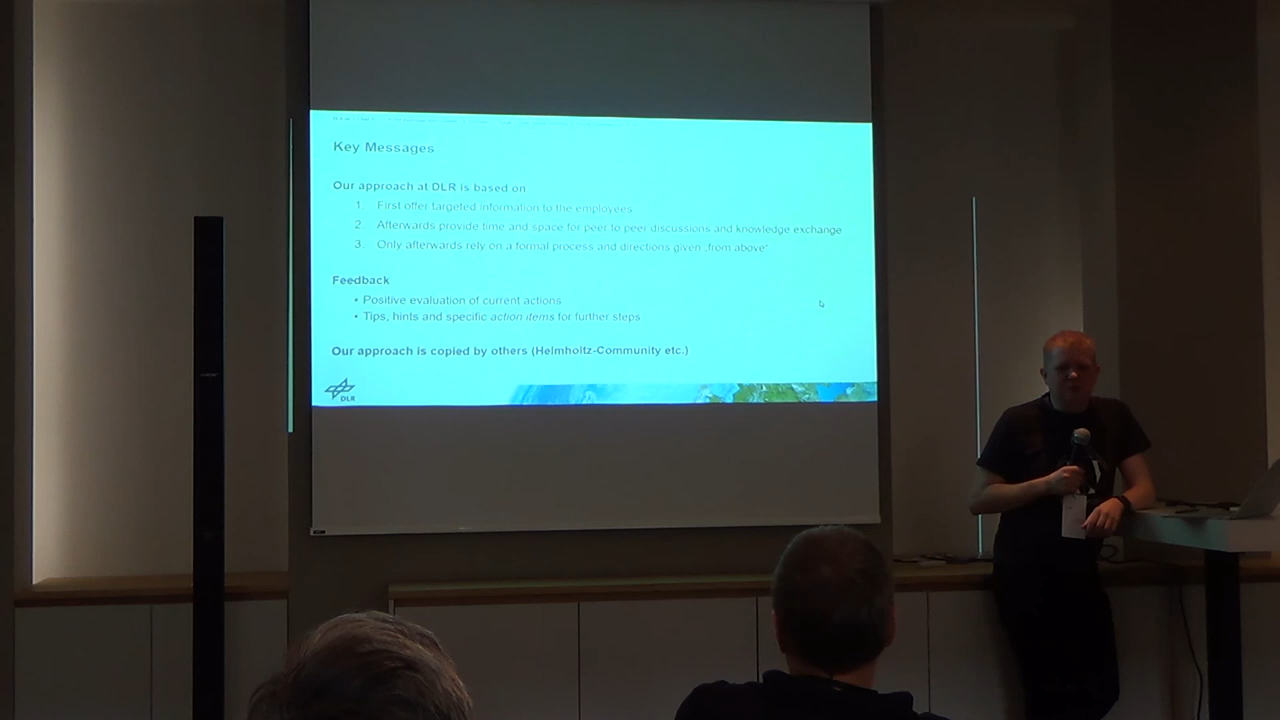 Key Messages
Our approach at DLR is based on
1. First offer targeted information to the employees
2. Afterwards provide time and space for peer to peer discussions and knowledge exchange
3. Only afterwards rely on a formal process and directions given „from above“
Feedback
• Positive evaluation of current actions
• Tips, hints and specific action items for further steps
Our approach is copied by others (Helmholtz-Community etc.)
DLR